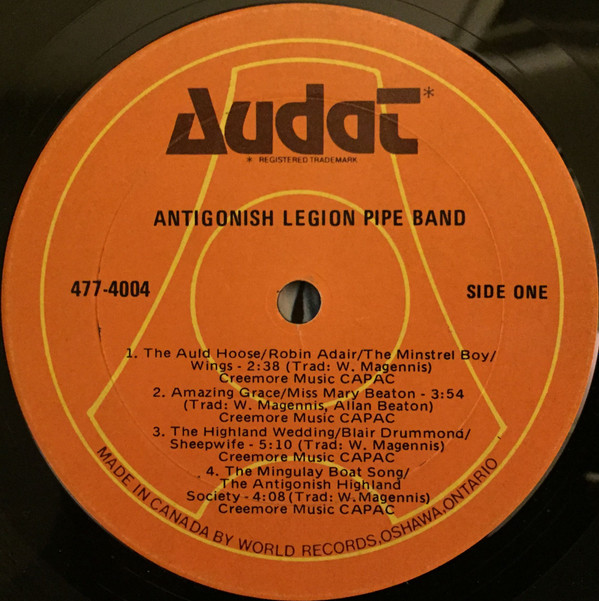 Audat*
* REGISTERED TRADEMARK
ANTIGONISH LEGION PIPE BAND
477-4004
SIDE ONE
1. The Auld Hoose/Robin Adair/The Minstrel Boy/
Wings - 2:38 (Trad: W. Magennis)
Creemore Music CAPAC
2. Amazing Grace/Miss Mary Beaton - 3:54
(Trad: W. Magennis, Allan Beaton)
Creemore Music CAPAC
3. The Highland Wedding/Blair Drummond/
Sheepwife - 5:10 (Trad: W. Magennis)
Creemore Music CAPAC
4. The Mingulay Boat Song/
The Antigonish Highland
Society - 4:08 (Trad: W. Magennis)
Creemore Music CAPAC
MADE IN CANADA BY WORLD RECORDS, OSHAWA, ONTARIO